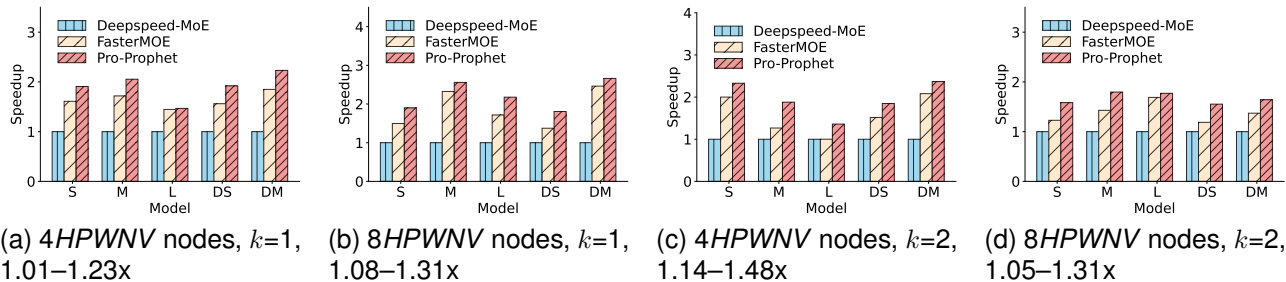 3
2
1
0
Speedup
Deepspeed-MoE
FasterMOE
Pro-Prophet
S M L DS DM
Model
(a) 4HPWNV nodes, k=1,
1.01–1.23x
4
3
2
1
0
Speedup
Deepspeed-MoE
FasterMOE
Pro-Prophet
S M L DS DM
Model
(b) 8HPWNV nodes, k=1,
1.08–1.31x
4
3
2
1
0
Speedup
Deepspeed-MoE
FasterMOE
Pro-Prophet
S M L DS DM
Model
(c) 4HPWNV nodes, k=2,
1.14–1.48x
3
2
1
0
Speedup
Deepspeed-MoE
FasterMOE
Pro-Prophet
S M L DS DM
Model
(d) 8HPWNV nodes, k=2,
1.05–1.31x